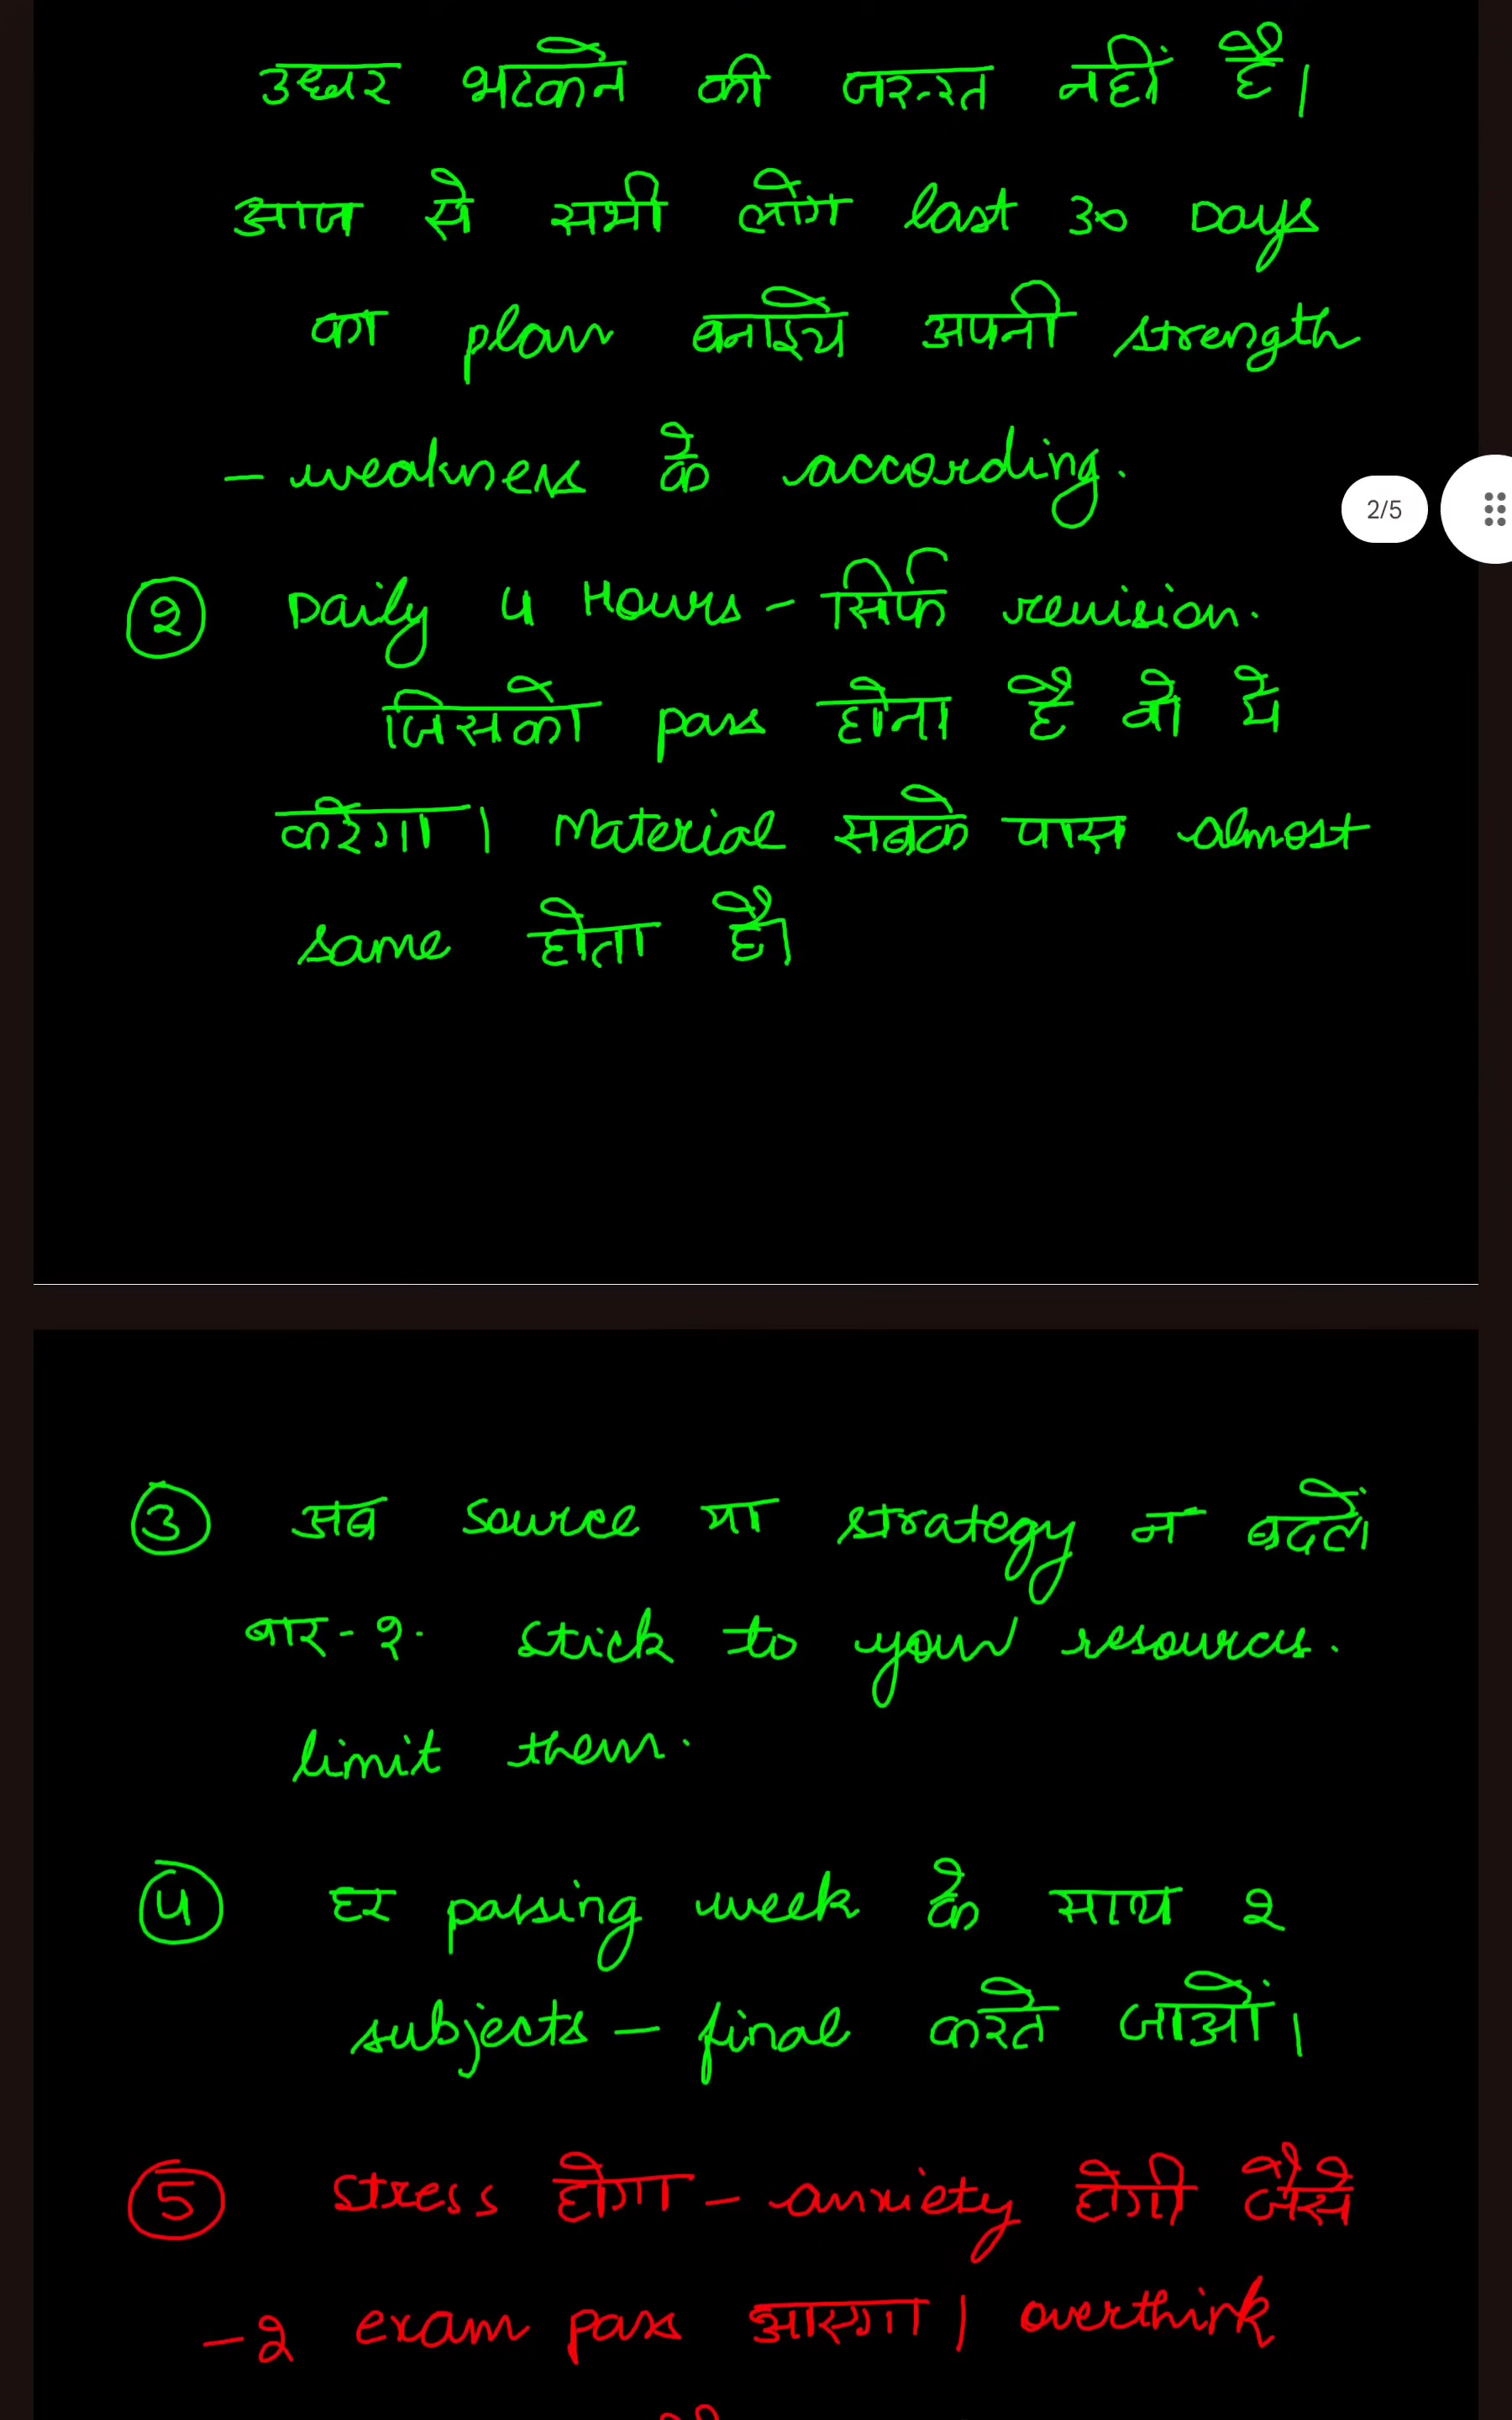 उधर भटकने की जरुरत नहीं है।
आज से सभी लोग last 30 Days
का plan बनाइये अपनी strength
- weakness के according.
2/5
② Daily 4 Hours - सिर्फ revision.
जिसको pass होना है वो ये
करेगा। Material सबके पास almost
same होता है।
③ अब source या strategy न बदलें
बार-२. stick to your resources.
limit them.
④ हर passing week के साथ 2
subjects - final करते जाओं।
⑤ stress होगा - anxiety होगी जैसे
-2 exam pass आएगा। overthink